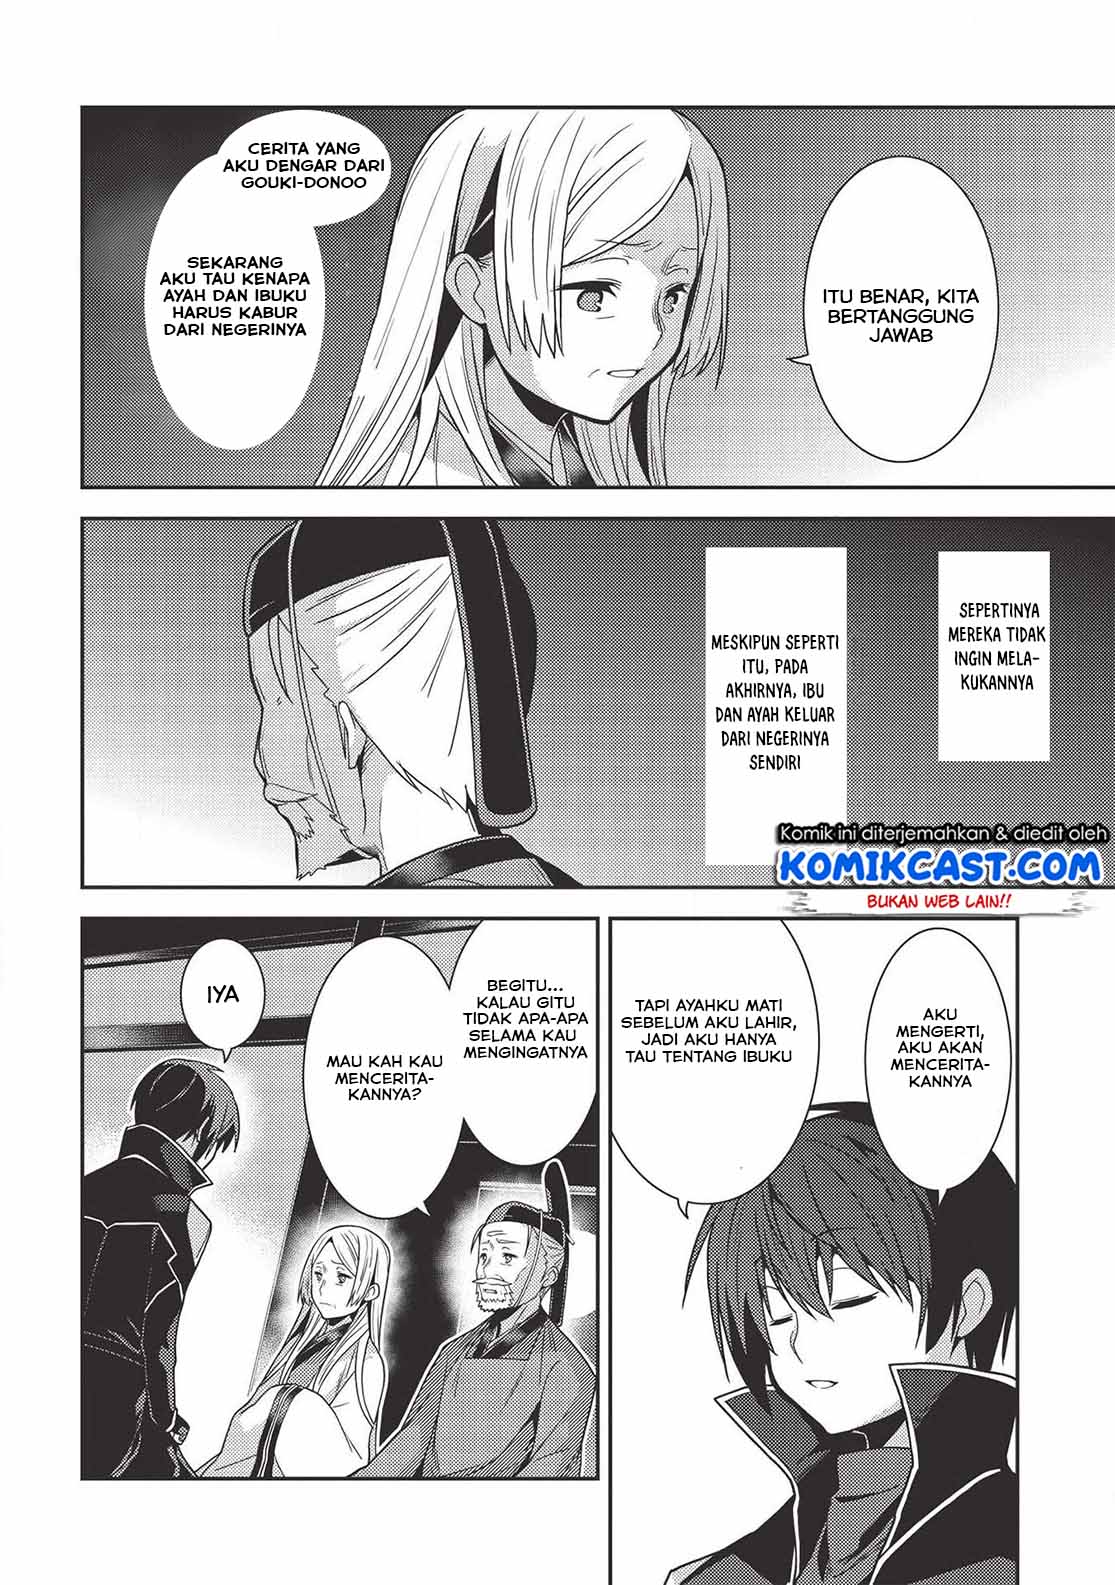 ITU BENAR, KITA
BERTANGGUNG
JAWAB
CERITA YANG
AKU DENGAR DARI
GOUKI-DONOO
SEKARANG
AKU TAU KENAPA
AYAH DAN IBUKU
HARUS KABUR
DARI NEGERINYA
SEPERTINYA
MEREKA TIDAK
INGIN MELA-
KUKANNYA
MESKIPUN SEPERTI
ITU, PADA
AKHIRNYA, IBU
DAN AYAH KELUAR
DARI NEGERINYA
SENDIRI
Komik ini diterjemahkan & diedit oleh
KOMIKCAST.COM
BUKAN WEB LAIN!!
AKU
MENGERTI,
AKU AKAN
MENCERITA-
KANNYA
TAPI AYAHKU MATI
SEBELUM AKU LAHIR,
JADI AKU HANYA
TAU TENTANG IBUKU
BEGITU...
KALAU GITU
TIDAK APA-APA
SELAMA KAU
MENGINGATNYA
MAU KAH KAU
MENCERITA-
KANNYA?
IYA